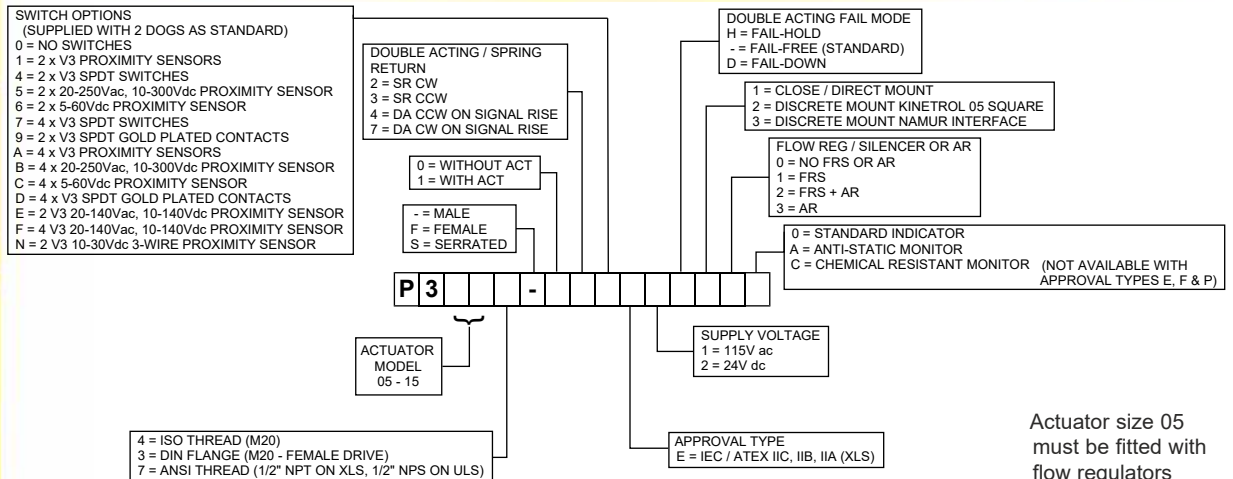 SWITCH OPTIONS
(SUPPLIED WITH 2 DOGS AS STANDARD)
0 = NO SWITCHES
1 = 2 x V3 PROXIMITY SENSORS
4 = 2 x V3 SPDT SWITCHES
5 = 2 x 20-250Vac, 10-300Vdc PROXIMITY SENSOR
6 = 2 x 5-60Vdc PROXIMITY SENSOR
7 = 4 x V3 SPDT SWITCHES
9 = 2 x V3 SPDT GOLD PLATED CONTACTS
A = 4 x V3 PROXIMITY SENSORS
B = 4 x 20-250Vac, 10-300Vdc PROXIMITY SENSOR
C = 4 x 5-60Vdc PROXIMITY SENSOR
D = 4 x V3 SPDT GOLD PLATED CONTACTS
E = 2 V3 20-140Vac, 10-140Vdc PROXIMITY SENSOR
F = 4 V3 20-140Vac, 10-140Vdc PROXIMITY SENSOR
N = 2 V3 10-30Vdc 3-WIRE PROXIMITY SENSOR
DOUBLE ACTING / SPRING
RETURN
2 = SR CW
3 = SR CCW
4 = DA CCW ON SIGNAL RISE
7 = DA CW ON SIGNAL RISE
0 = WITHOUT ACT
1 = WITH ACT
- = MALE
F = FEMALE
S = SERRATED
DOUBLE ACTING FAIL MODE
H = FAIL-HOLD
- = FAIL-FREE (STANDARD)
D = FAIL-DOWN
1 = CLOSE / DIRECT MOUNT
2 = DISCRETE MOUNT KINETROL 05 SQUARE
3 = DISCRETE MOUNT NAMUR INTERFACE
FLOW REG / SILENCER OR AR
0 = NO FRS OR AR
1 = FRS
2 = FRS + AR
3 = AR
0 = STANDARD INDICATOR
A = ANTI-STATIC MONITOR
C = CHEMICAL RESISTANT MONITOR (NOT AVAILABLE WITH
APPROVAL TYPES E, F & P)
P 3 -
ACTUATOR
MODEL
05 - 15
SUPPLY VOLTAGE
1 = 115V ac
2 = 24V dc
4 = ISO THREAD (M20)
3 = DIN FLANGE (M20 - FEMALE DRIVE)
7 = ANSI THREAD (1/2" NPT ON XLS, 1/2" NPS ON ULS)
APPROVAL TYPE
E = IEC / ATEX IIC, IIB, IIA (XLS)
Actuator size 05
must be fitted with
flow regulators